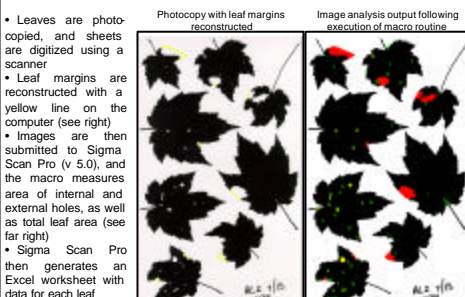 • Leaves are photo-
copied, and sheets
are digitized using a
scanner
• Leaf margins are
reconstructed with a
yellow line on the
computer (see right)
• Images are then
submitted to Sigma
Scan Pro (v 5.0), and
the macro measures
area of internal and
external holes, as well
as total leaf area (see
far right)
• Sigma Scan Pro
then generates an
Excel worksheet with
data for each leaf
Photocopy with leaf margins
reconstructed
Image analysis output following
execution of macro routine